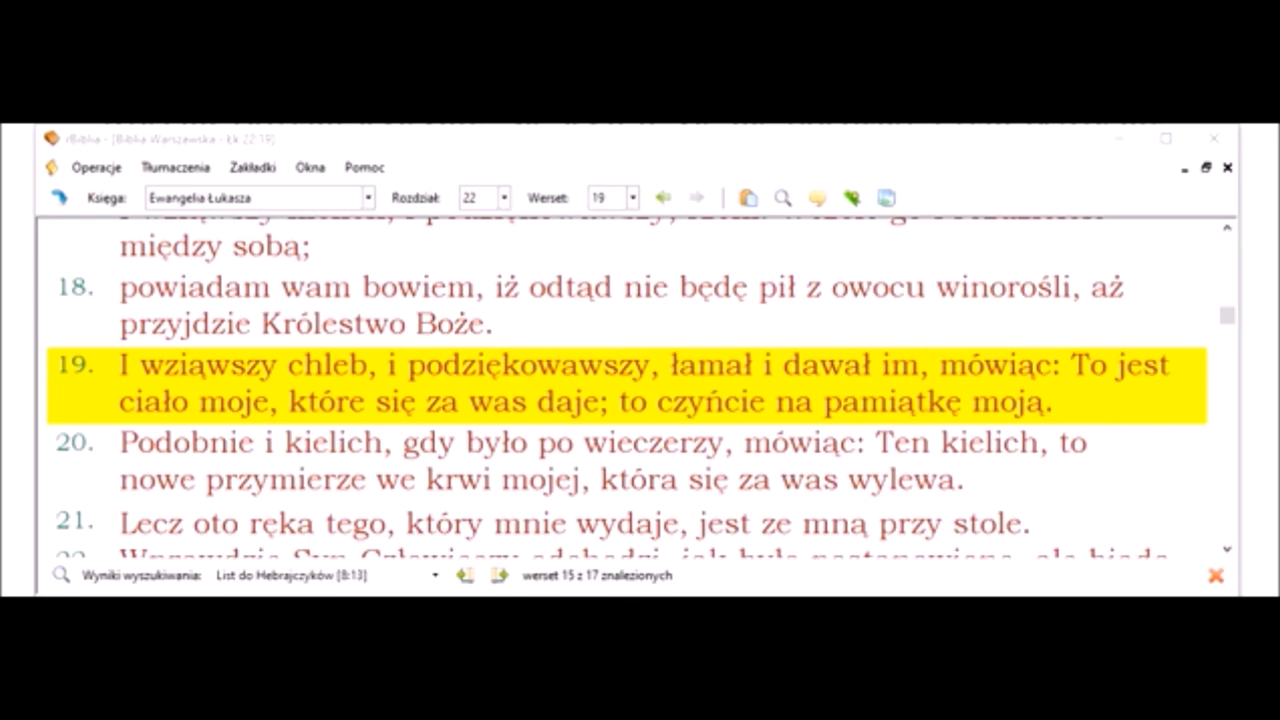 rBiblia - [Biblia Warszawska - Łk 22:19]
Operacje Tłumaczenia Zakładki Okna Pomoc
Księga: Ewangelia Łukasza Rozdział: 22 Werset: 19
między sobą;
18. powiadam wam bowiem, iż odtąd nie będę pił z owocu winorośli, aż
przyjdzie Królestwo Boże.
19. I wziąwszy chleb, i podziękowawszy, łamał i dawał im, mówiąc: To jest
ciało moje, które się za was daje; to czyńcie na pamiątkę moją.
20. Podobnie i kielich, gdy było po wieczerzy, mówiąc: Ten kielich, to
nowe przymierze we krwi mojej, która się za was wylewa.
21. Lecz oto ręka tego, który mnie wydaje, jest ze mną przy stole.
Wyniki wyszukiwania: List do Hebrajczyków [8:13] werset 15 z 17 znalezionych